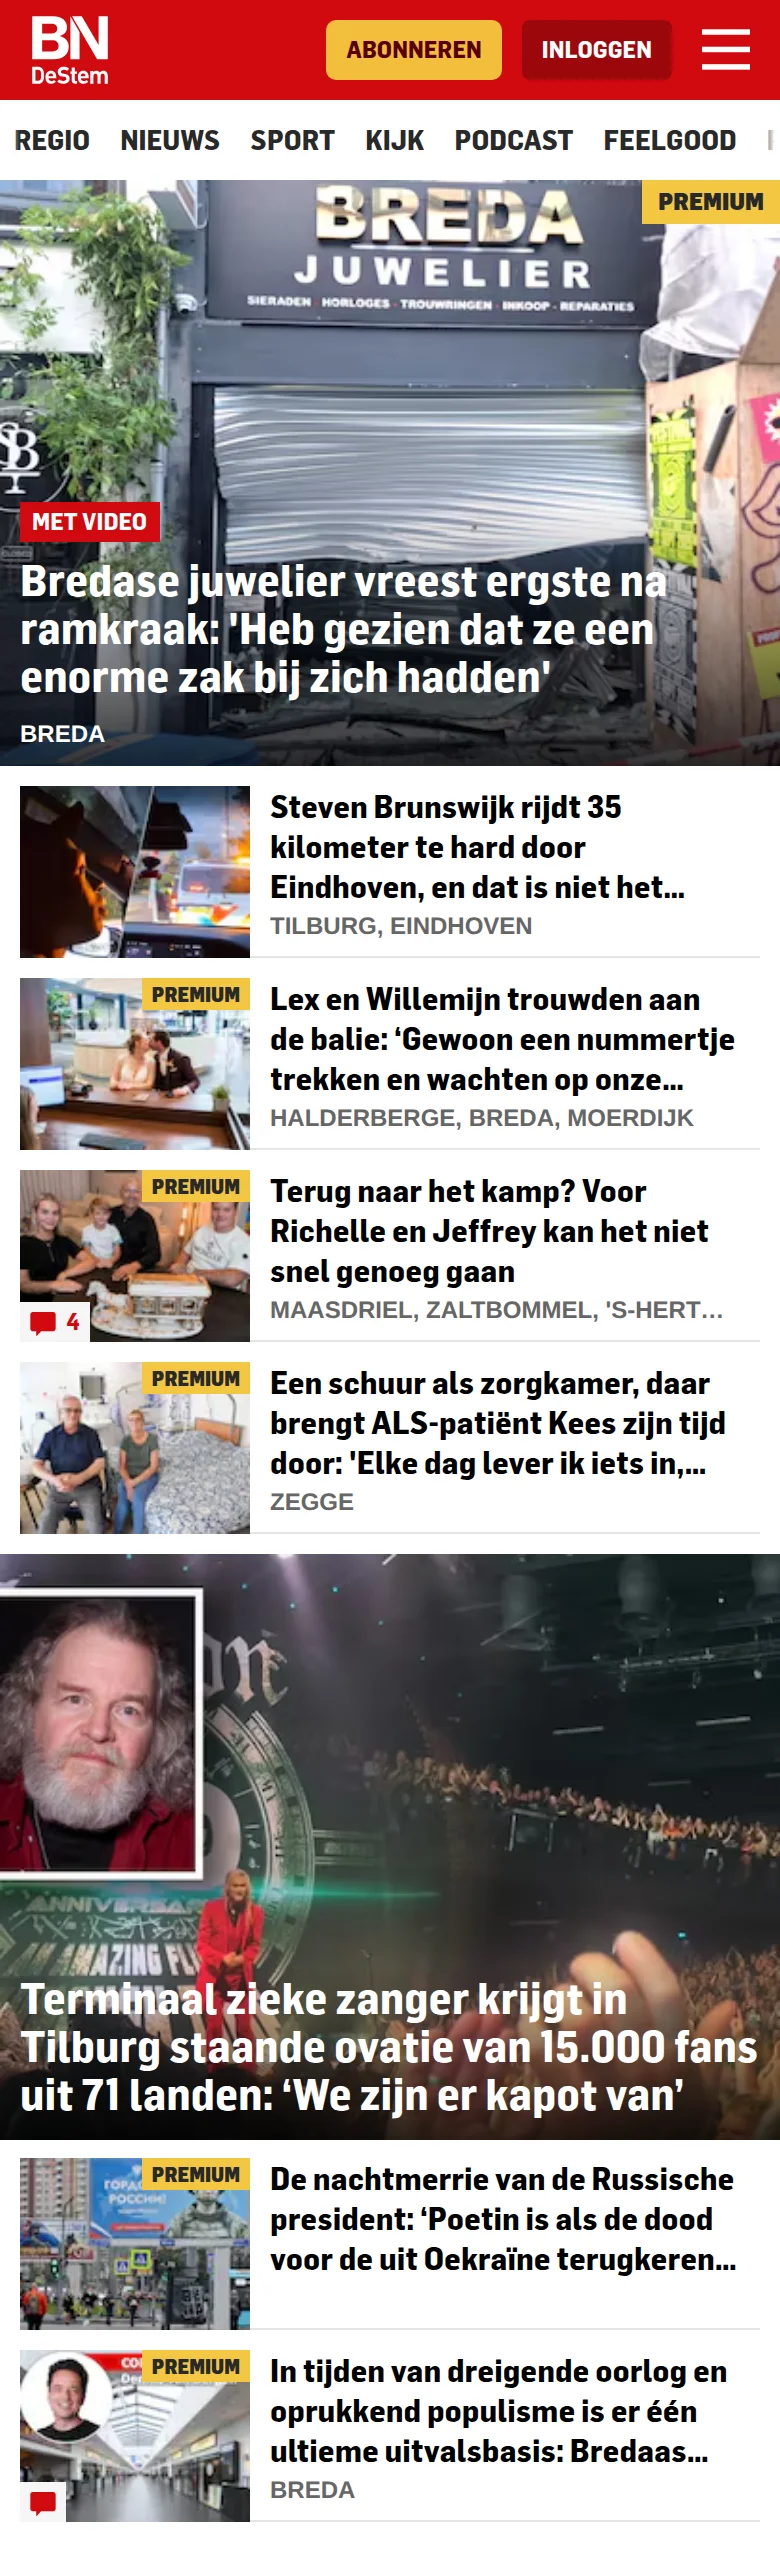 BN
DeStem
ABONNEREN
INLOGGEN
REGIO NIEUWS SPORT KIJK PODCAST FEELGOOD
PREMIUM
BREDA
JUWELIER
SIERADEN · HORLOGES · TROUWRINGEN · INKOOP · REPARATIES
SB
CLOSED
MET VIDEO
Bredase juwelier vreest ergste na
ramkraak: 'Heb gezien dat ze een
enorme zak bij zich hadden'
BREDA
Steven Brunswijk rijdt 35
kilometer te hard door
Eindhoven, en dat is niet het...
TILBURG, EINDHOVEN
PREMIUM
Lex en Willemijn trouwden aan
de balie: ‘Gewoon een nummertje
trekken en wachten op onze...
HALDERBERGE, BREDA, MOERDIJK
PREMIUM
Terug naar het kamp? Voor
Richelle en Jeffrey kan het niet
snel genoeg gaan
MAASDRIEL, ZALTBOMMEL, 'S-HERT...
4
PREMIUM
Een schuur als zorgkamer, daar
brengt ALS-patiënt Kees zijn tijd
door: 'Elke dag lever ik iets in,...
ZEGGE
on
ANNIVERSA
AMAZING FL
Terminaal zieke zanger krijgt in
Tilburg staande ovatie van 15.000 fans
uit 71 landen: ‘We zijn er kapot van’
PREMIUM
РОССИИ!
De nachtmerrie van de Russische
president: ‘Poetin is als de dood
voor de uit Oekraïne terugkeren...
PREMIUM
In tijden van dreigende oorlog en
oprukkend populisme is er één
ultieme uitvalsbasis: Bredaas...
BREDA